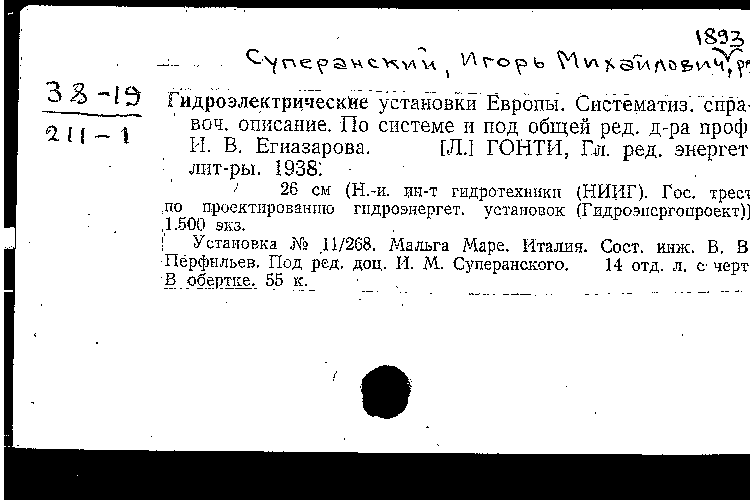 1893
Суперанский, Игорь Михайлович, р.
38-19
211-1
Гидроэлектрические установки Европы. Систематиз. спра-
воч. описание. По системе и под общей ред. д-ра проф
И. В. Егиазарова. [Л.] ГОНТИ, Гл. ред. энергет
лит-ры. 1938.
26 см (Н.-и. ин-т гидротехники (НИИГ). Гос. трест
по проектированию гидроэнергет. установок (Гидроэнергопроект)]
1.500 экз.
Установка № 11/268. Мальга Маре. Италия. Сост. инж. В. В
Перфильев. Под ред. доц. И. М. Суперанского. 14 отд. л. с черт
В обертке. 55 к.